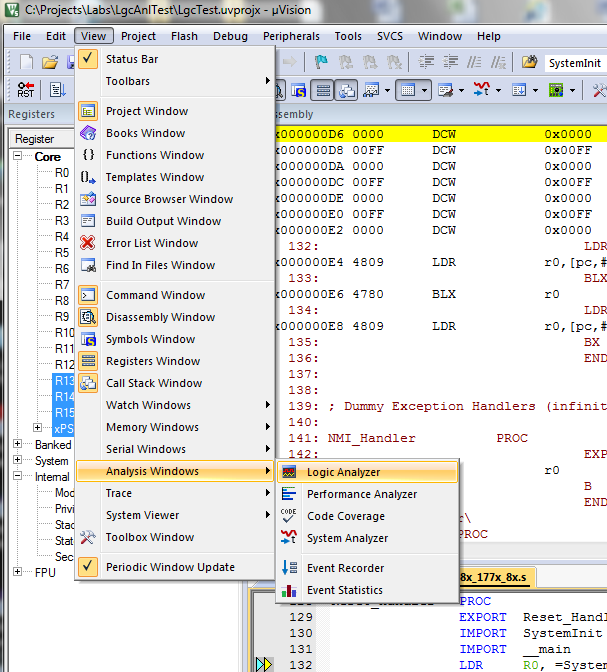 C:\Projects\Labs\LgcAnlTest\LgcTest.uvprojx - µVision
File Edit View Project Flash Debug Peripherals Tools SVCS Window Help
SystemInit
RST
Registers
Register
Core
R0
R1
R2
R3
R4
R5
R6
R7
R8
R9
R10
R11
R12
R13
R14
R15
xPS
Banked
System
Internal
Mod
Privi
Stac
Stat
Sec
FPU
Status Bar
Toolbars
Project Window
Books Window
Functions Window
Templates Window
Source Browser Window
Build Output Window
Error List Window
Find In Files Window
Command Window
Disassembly Window
Symbols Window
Registers Window
Call Stack Window
Watch Windows
Memory Windows
Serial Windows
Analysis Windows
Trace
System Viewer
Toolbox Window
Periodic Window Update
Logic Analyzer
Performance Analyzer
CODE Code Coverage
System Analyzer
Event Recorder
Event Statistics
sembly
x000000D6 0000 DCW 0x0000
x000000D8 00FF DCW 0x0000
x000000DA 0000 DCW 0x0000
x000000DC 00FF DCW 0x0000
x000000DE 0000 DCW 0x0000
x000000E0 00FF DCW 0x0000
x000000E2 0000 DCW 0x0000
132: LDR
x000000E4 4809 LDR r0,[pc,#
133: BLX
x000000E6 4780 BLX r0
134: LDR
x000000E8 4809 LDR r0,[pc,#
135: BX
136: END
137:
138:
139: ; Dummy Exception Handlers (infinit
140:
141: NMI_Handler PROC
142: EXP
r0
B
END
r\
PROC
8x_177x_8x.s
128 Reset_Handler PROC
129 EXPORT Reset_Handl
130 IMPORT SystemInit
131 IMPORT __main
132 LDR R0, =System